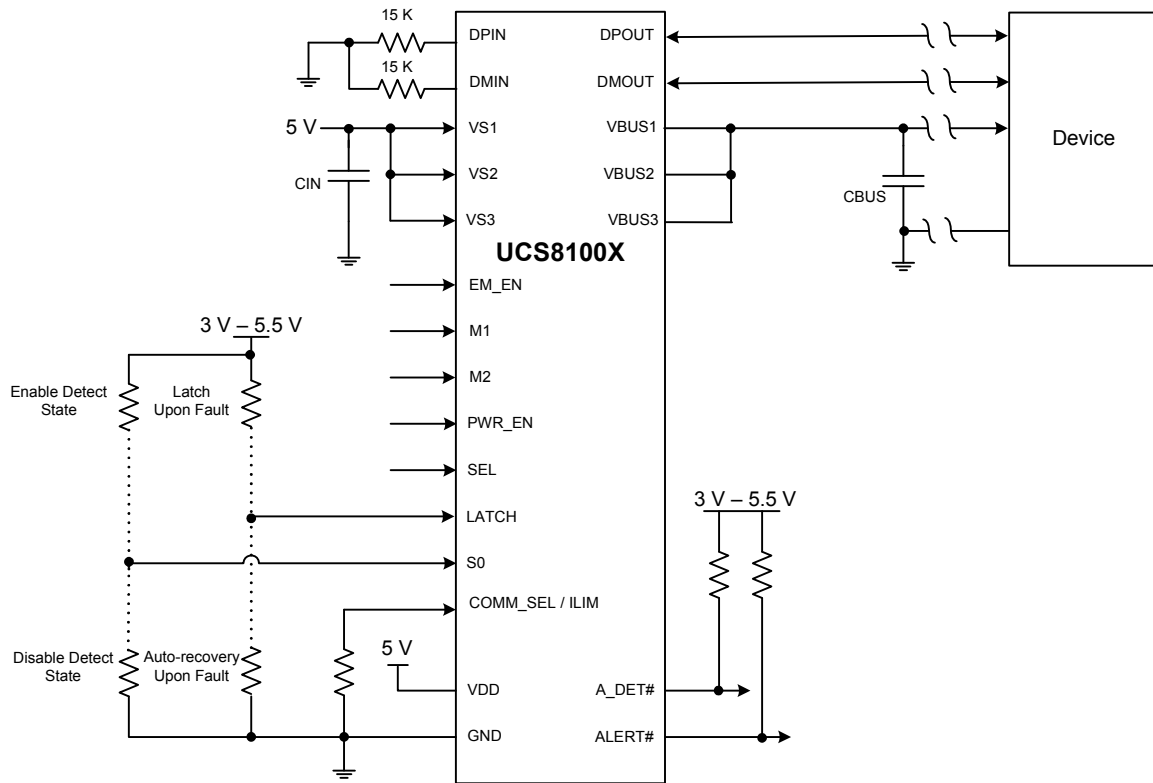 15 K
DPIN
DPOUT
15 K
DMIN
DMOUT
5 V
VS1
VBUS1
Device
CIN
VS2
VBUS2
CBUS
VS3
VBUS3
UCS8100X
EM_EN
3 V – 5.5 V
M1
Enable Detect
State
Latch
Upon Fault
M2
PWR_EN
SEL
3 V – 5.5 V
LATCH
S0
COMM_SEL / ILIM
Disable Detect
State
Auto-recovery
Upon Fault
5 V
VDD
A_DET#
GND
ALERT#